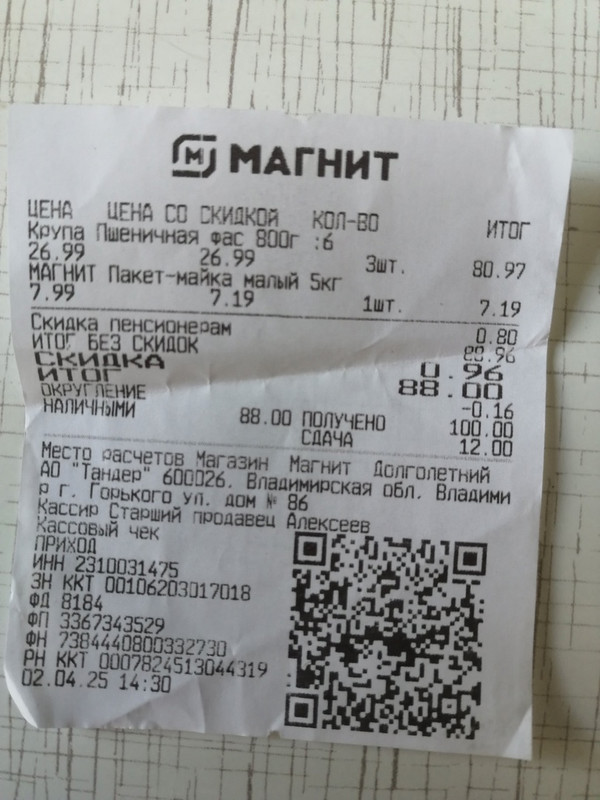 МАГНИТ
ЦЕНА ЦЕНА СО СКИДКОЙ КОЛ-ВО ИТОГ
Крупа Пшеничная фас 800г :6
26.99 26.99 3шт. 80.97
МАГНИТ Пакет-майка малый 5кг
7.99 7.19 1шт. 7.19
Скидка пенсионерам 0.80
ИТОГ БЕЗ СКИДОК 88.96
СКИДКА 0.96
ИТОГ 88.00
ОКРУГЛЕНИЕ -0.16
НАЛИЧНЫМИ 88.00 ПОЛУЧЕНО 100.00
СДАЧА 12.00
Место расчетов Магазин Магнит Долголетний
АО "Тандер" 600026, Владимирская обл, Владими
р г, Горького ул, дом № 86
Кассир Старший продавец Алексеев
Кассовый чек
ПРИХОД
ИНН 2310031475
ЗН ККТ 00106203017018
ФД 8184
ФП 3367343529
ФН 7384440800332730
РН ККТ 0007824513044319
02.04.25 14:30